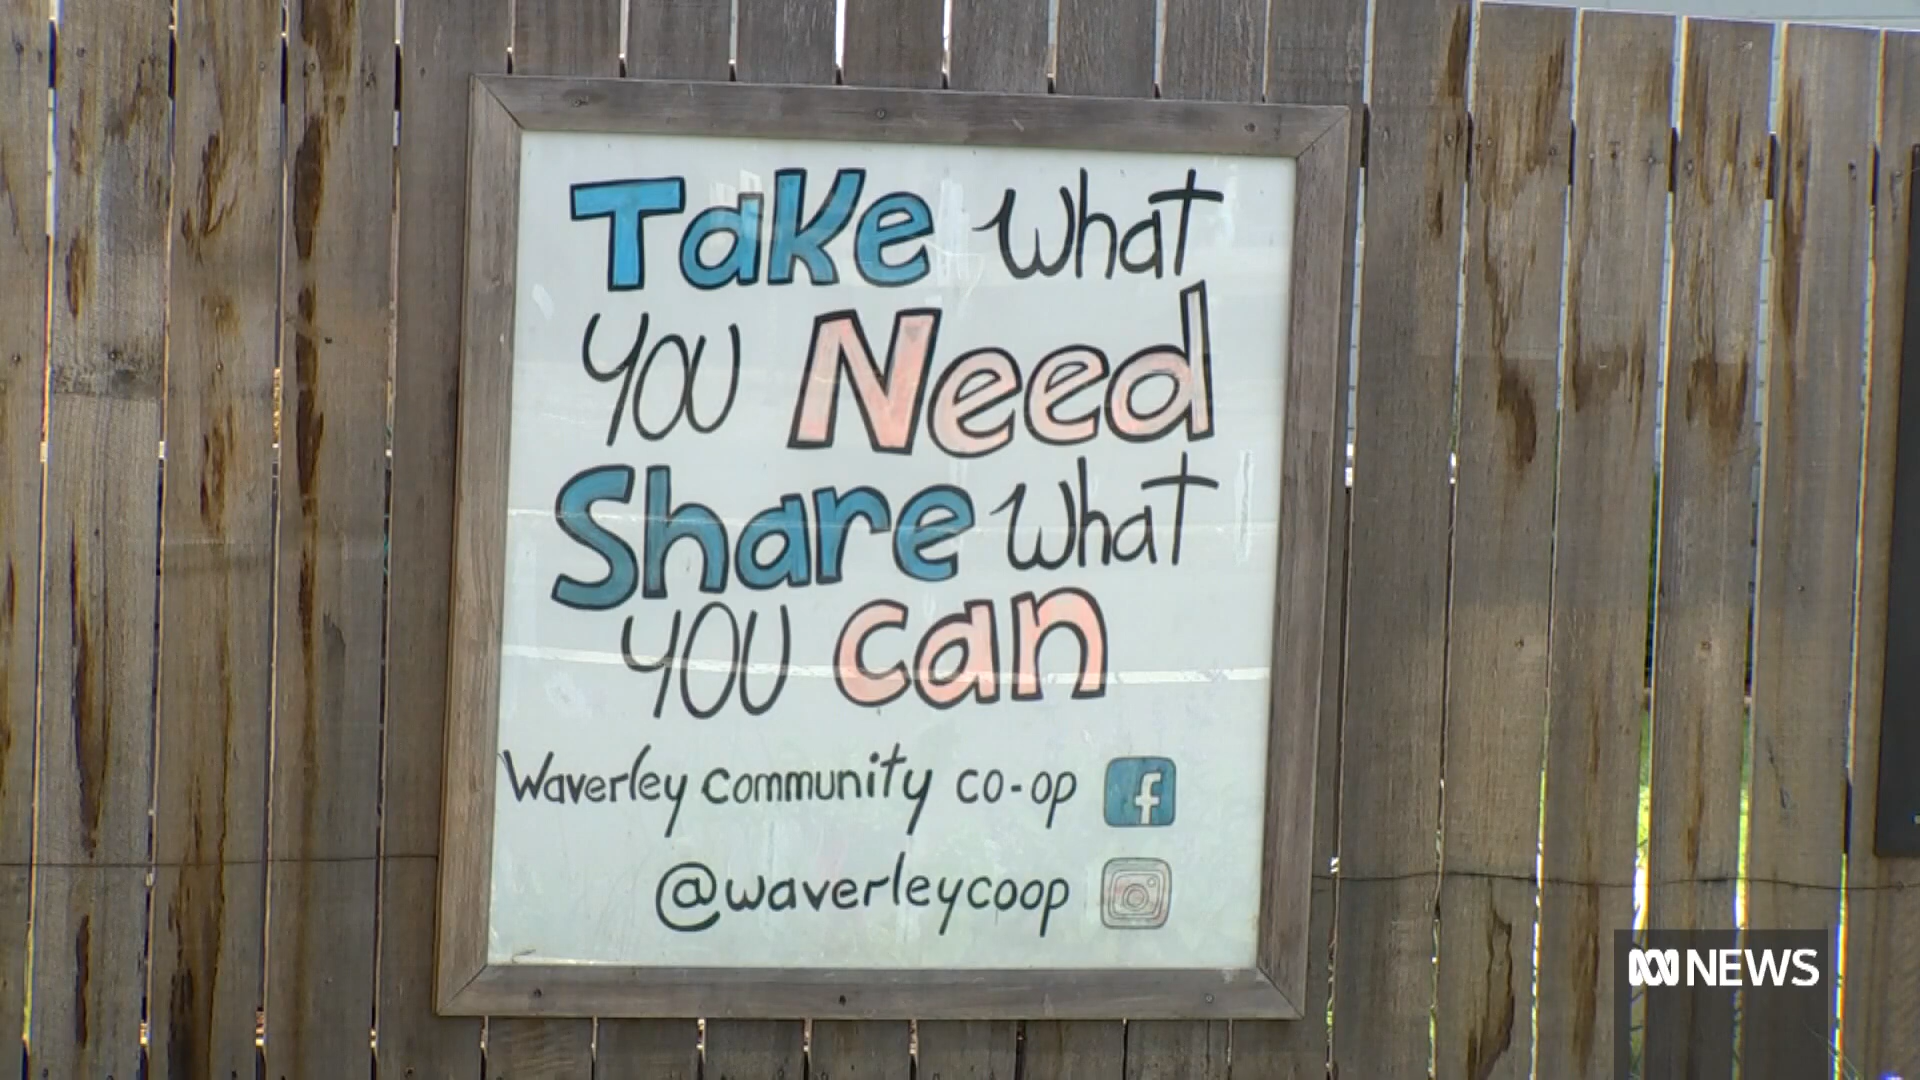 Take what
you Need
Share what
you can
Waverley community co-op
@waverleycoop
NEWS